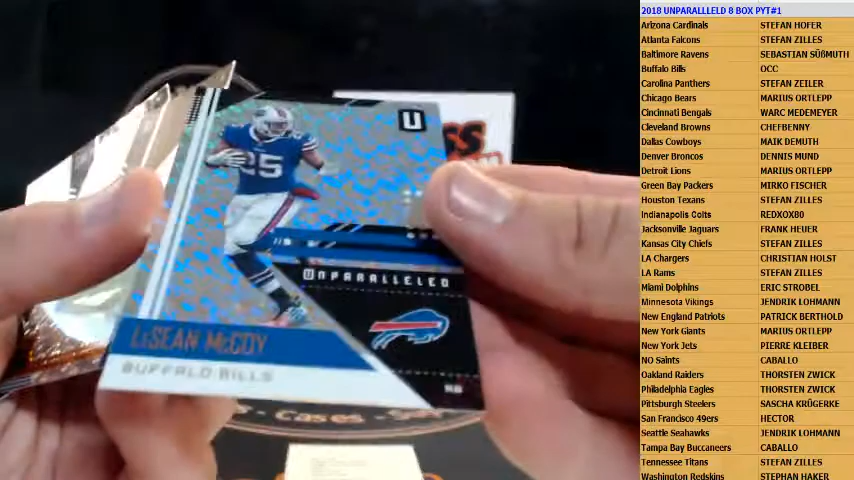 2018 UNPARALLLELD 8 BOX PYT#1
Arizona Cardinals STEFAN HOFER
Atlanta Falcons STEFAN ZILLES
Baltimore Ravens SEBASTIAN SÜßMUTH
Buffalo Bills OCC
Carolina Panthers STEFAN ZEILER
Chicago Bears MARIUS ORTLEPP
Cincinnati Bengals WARC MEDEMEYER
Cleveland Browns CHEFBENNY
Dallas Cowboys MAIK DEMUTH
Denver Broncos DENNIS MUND
Detroit Lions MARIUS ORTLEPP
Green Bay Packers MIRKO FISCHER
Houston Texans STEFAN ZILLES
Indianapolis Colts REDXOX80
Jacksonville Jaguars FRANK HEUER
Kansas City Chiefs STEFAN ZILLES
LA Chargers CHRISTIAN HOLST
LA Rams STEFAN ZILLES
Miami Dolphins ERIC STROBEL
Minnesota Vikings JENDRIK LOHMANN
New England Patriots PATRICK BERTHOLD
New York Giants MARIUS ORTLEPP
New York Jets PIERRE KLEIBER
NO Saints CABALLO
Oakland Raiders THORSTEN ZWICK
Philadelphia Eagles THORSTEN ZWICK
Pittsburgh Steelers SASCHA KRÜGERKE
San Francisco 49ers HECTOR
Seattle Seahawks JENDRIK LOHMANN
Tampa Bay Buccaneers CABALLO
Tennessee Titans STEFAN ZILLES
Washington Redskins STEPHAN HAKER
U
25
UNPARALLELED
LeSEAN McCOY
BUFFALO BILLS
RB
- Cases -